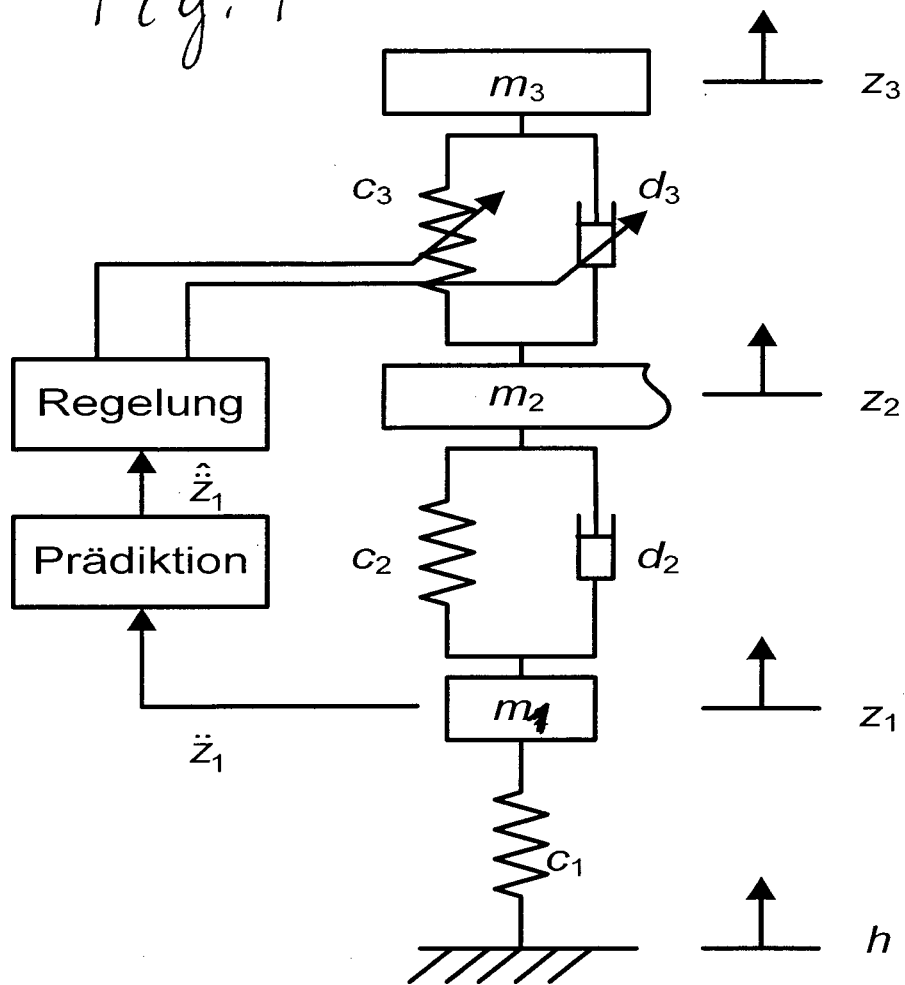 Fig. 1
m₃
z₃
c₃
d₃
Regelung
m₂
z₂
z̈̂₁
Prädiktion
c₂
d₂
m₁
z₁
z̈₁
c₁
h